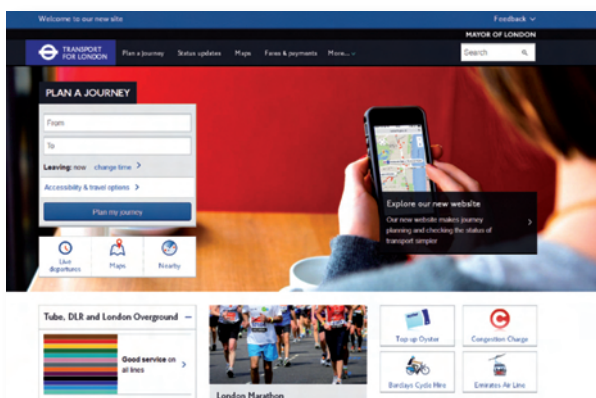 Welcome to our new site
Feedback
MAYOR OF LONDON
TRANSPORT
FOR LONDON
Plan a journey
Status updates
Maps
Fares & payments
More...
Search
PLAN A JOURNEY
From
To
Leaving: now change time
Accessibility & travel options
Plan my journey
Live
departures
Maps
Nearby
Explore our new website
Our new website makes journey
planning and checking the status of
transport simpler
Tube, DLR and London Overground
Good service on
all lines
London Marathon
Top up Oyster
Congestion Charge
Barclays Cycle Hire
Emirates Air Line